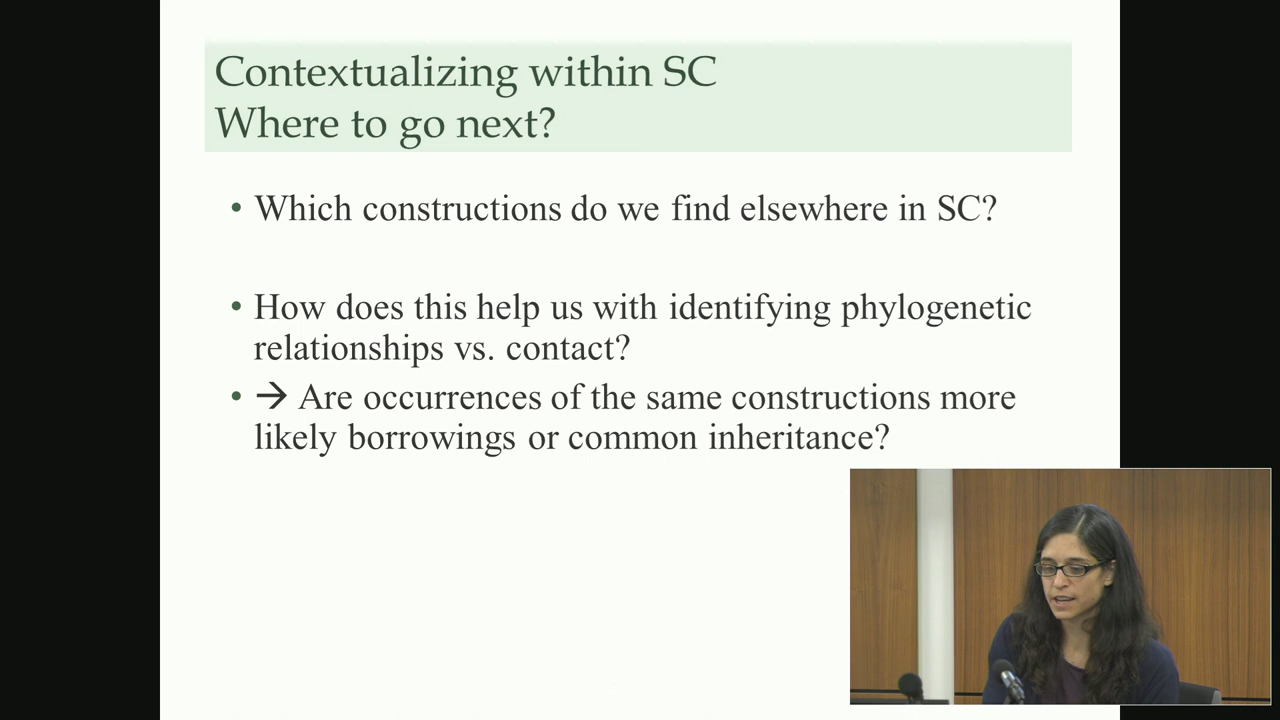 Contextualizing within SC
Where to go next?
• Which constructions do we find elsewhere in SC?
• How does this help us with identifying phylogenetic
relationships vs. contact?
• → Are occurrences of the same constructions more
likely borrowings or common inheritance?